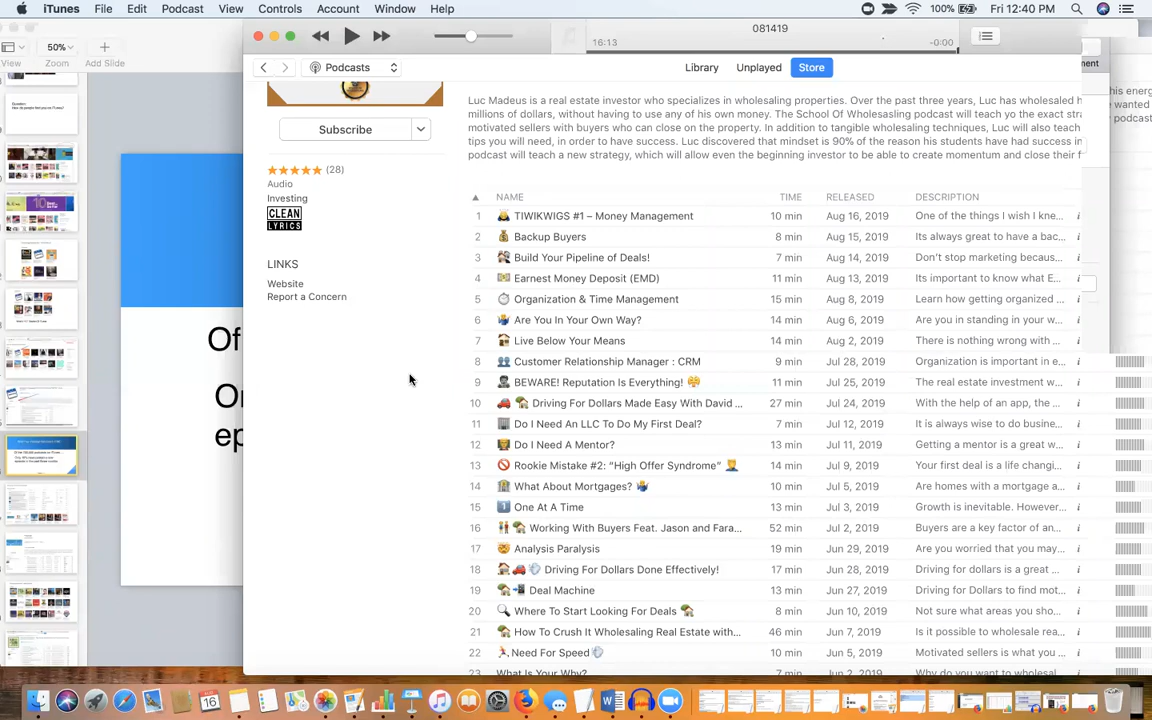 iTunes File Edit Podcast View Controls Account Window Help 100% Fri 12:40 PM
50%
View Zoom Add Slide
081419
16:13 -0:00
Podcasts Library Unplayed Store
Luc Madeus is a real estate investor who specializes in wholesaling properties. Over the past three years, Luc has wholesaled h
millions of dollars, without having to use any of his own money. The School Of Wholesasling podcast will teach yo the exact stra
motivated sellers with buyers who can close on the property. In addition to tangible wholesaling techniques, Luc will also teach
tips you will need, in order to have success. Luc discovered that mindset is 90% of the reason his students have had success in
podcast will teach a new strategy, which will allow even the beginning investor to be able to create momentum and close their f
Subscribe
(28)
Audio
Investing
CLEAN
LYRICS
LINKS
Website
Report a Concern
NAME TIME RELEASED DESCRIPTION
1 TIWIKWIGS #1 – Money Management 10 min Aug 16, 2019 One of the things I wish I kne...
2 Backup Buyers 8 min Aug 15, 2019 Its always great to have a bac...
3 Build Your Pipeline of Deals! 7 min Aug 14, 2019 Don't stop marketing becaus...
4 Earnest Money Deposit (EMD) 11 min Aug 13, 2019 Its important to know what E...
5 Organization & Time Management 15 min Aug 8, 2019 Learn how getting organized ...
6 Are You In Your Own Way? 14 min Aug 6, 2019 Are you in standing in your w...
7 Live Below Your Means 14 min Aug 2, 2019 There is nothing wrong with ...
8 Customer Relationship Manager : CRM 9 min Jul 28, 2019 Organization is important in e...
9 BEWARE! Reputation Is Everything! 11 min Jul 25, 2019 The real estate investment w...
10 Driving For Dollars Made Easy With David ... 27 min Jul 24, 2019 With the help of an app, the ...
11 Do I Need An LLC To Do My First Deal? 7 min Jul 12, 2019 It is always wise to do busine...
12 Do I Need A Mentor? 13 min Jul 11, 2019 Getting a mentor is a great w...
13 Rookie Mistake #2: “High Offer Syndrome” 14 min Jul 9, 2019 Your first deal is a life changi...
14 What About Mortgages? 10 min Jul 5, 2019 Are homes with a mortgage a...
15 One At A Time 13 min Jul 3, 2019 Growth is inevitable. However...
16 Working With Buyers Feat. Jason and Fara... 52 min Jul 2, 2019 Buyers are a key factor of an...
17 Analysis Paralysis 13 min Jun 29, 2019 Are you worried that you may...
18 Driving For Dollars Done Effectively! 17 min Jun 28, 2019 Driving for dollars is a great ...
19 Deal Machine 13 min Jun 27, 2019 Driving for Dollars to find mot...
20 Where To Start Looking For Deals 8 min Jun 10, 2019 Not sure what areas you sho...
21 How To Crush It Wholesaling Real Estate with... 46 min Jun 7, 2019 Is it possible to wholesale rea...
22 Need For Speed 10 min Jun 5, 2019 Motivated sellers is what you...
23 What Is Your Why? 7 min Jun 2, 2019 Why do you want to wholesal...
Of
On
ep
ment
his energ
wanted
podcast